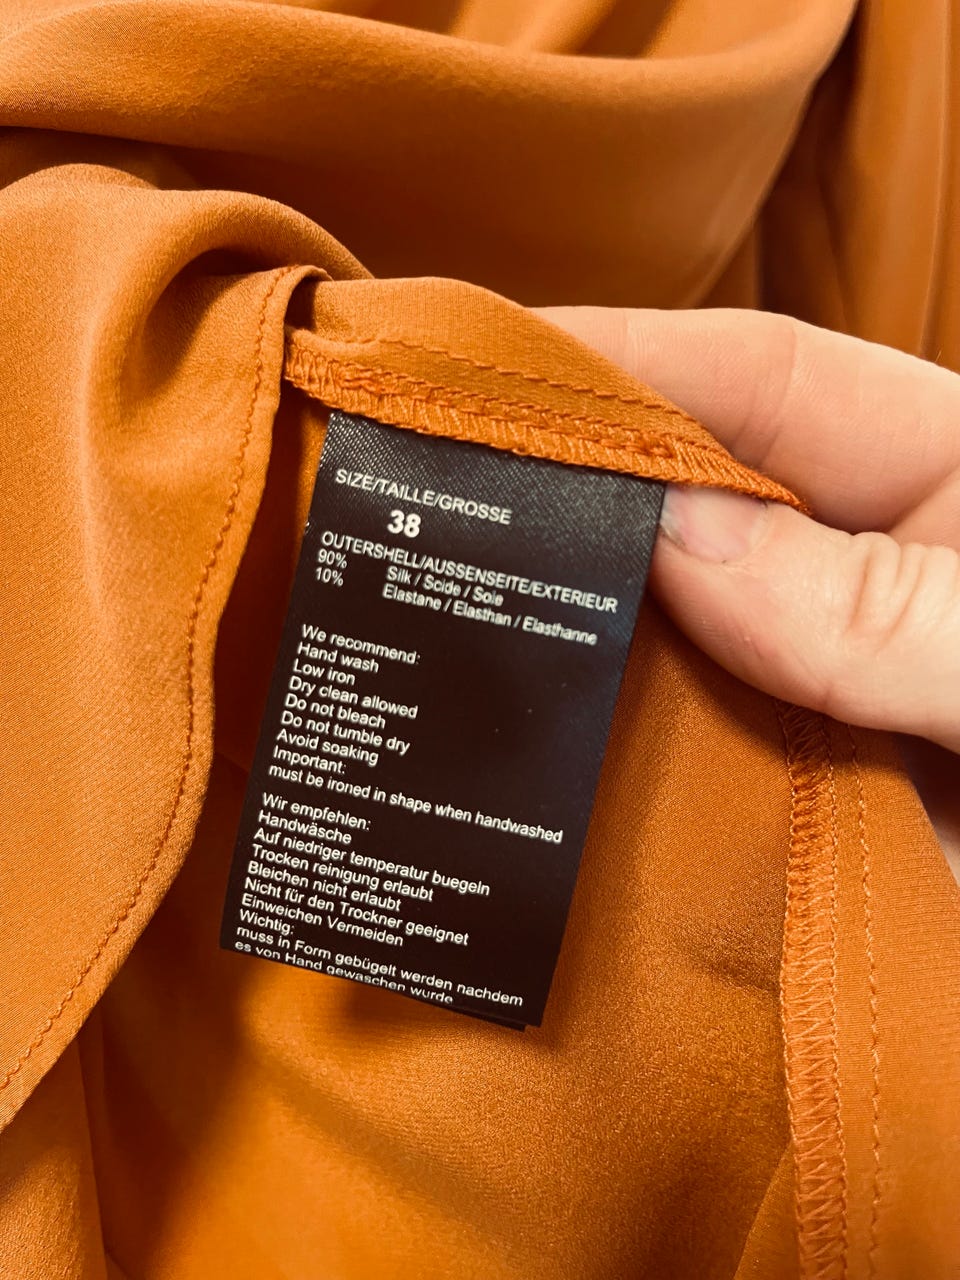 SIZE/TAILLE/GROSSE
38
OUTERSHELL/AUSSENSEITE/EXTERIEUR
90% Silk / Scide / Soie
10% Elastane / Elasthan / Elasthanne
We recommend:
Hand wash
Low iron
Dry clean allowed
Do not bleach
Do not tumble dry
Avoid soaking
Important:
must be ironed in shape when handwashed
Wir empfehlen:
Handwäsche
Auf niedriger temperatur buegeln
Trocken reinigung erlaubt
Bleichen nicht erlaubt
Nicht für den Trockner geeignet
Einweichen Vermeiden
Wichtig:
muss in Form gebügelt werden nachdem
es von Hand gewaschen wurde